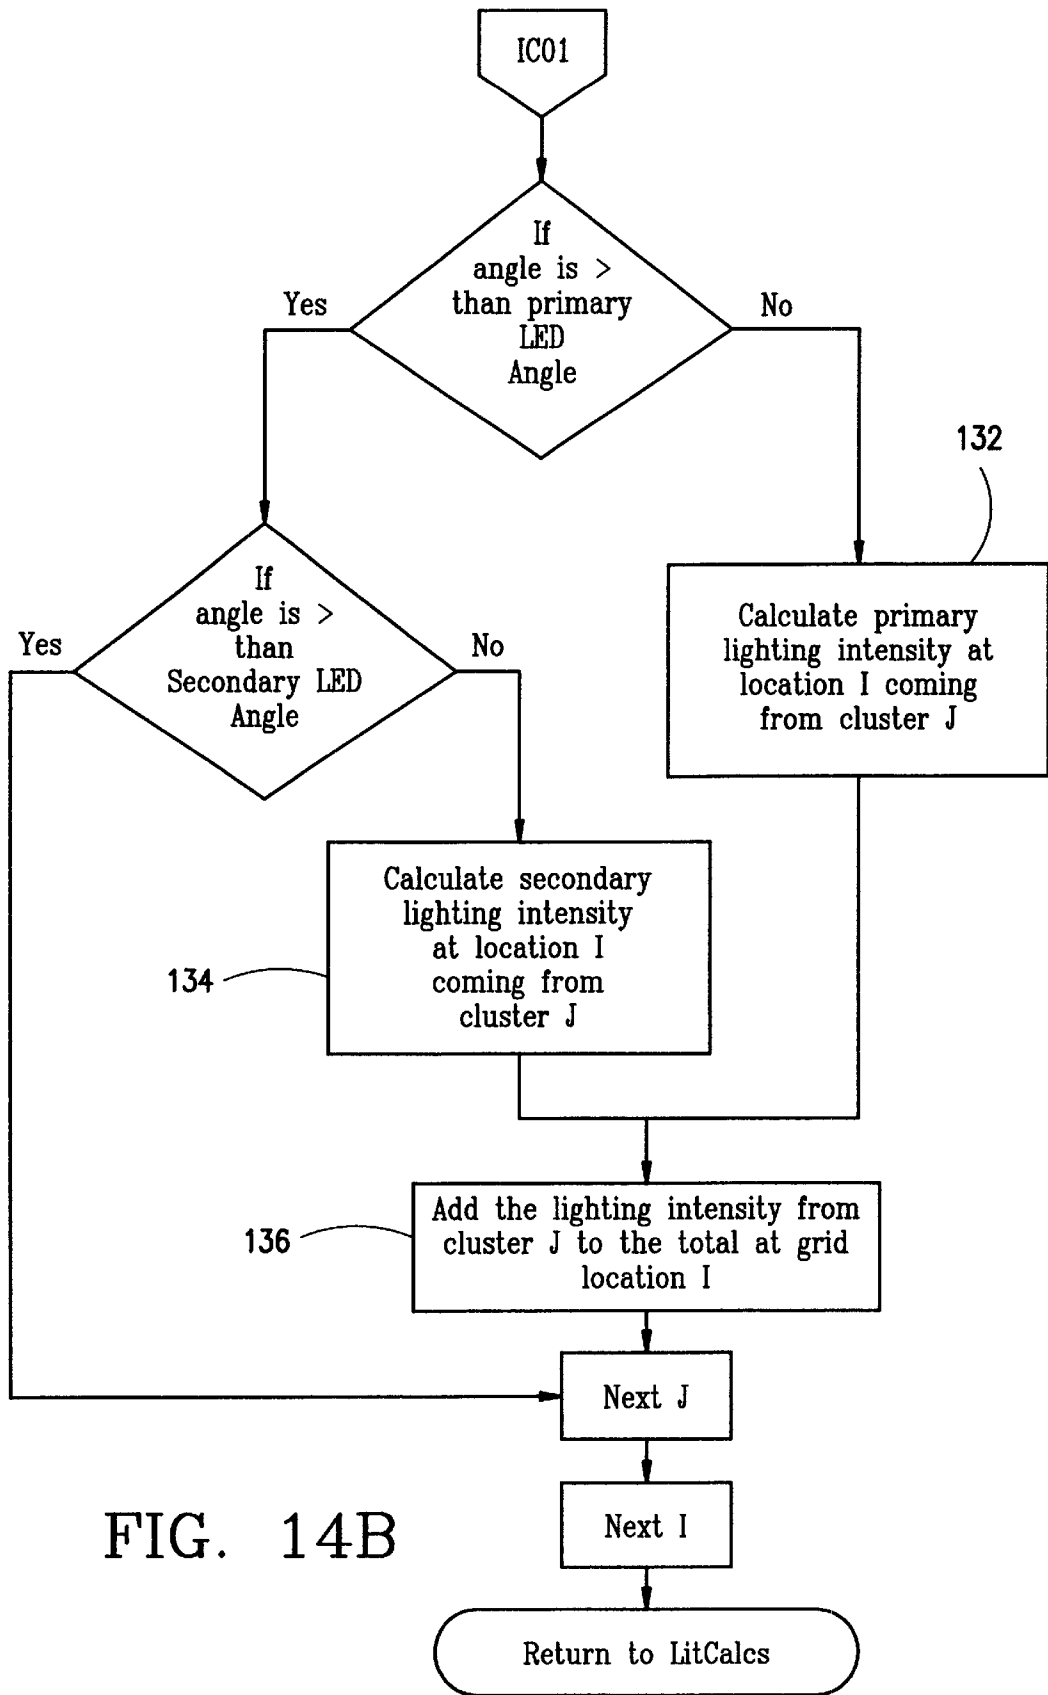 IC01
If
angle is >
than primary
LED
Angle
Yes
No
132
If
angle is >
than
Secondary LED
Angle
Yes
No
Calculate primary
lighting intensity at
location I coming
from cluster J
Calculate secondary
lighting intensity
at location I
coming from
cluster J
134
Add the lighting intensity from
cluster J to the total at grid
location I
136
Next J
Next I
FIG. 14B
Return to LitCalcs